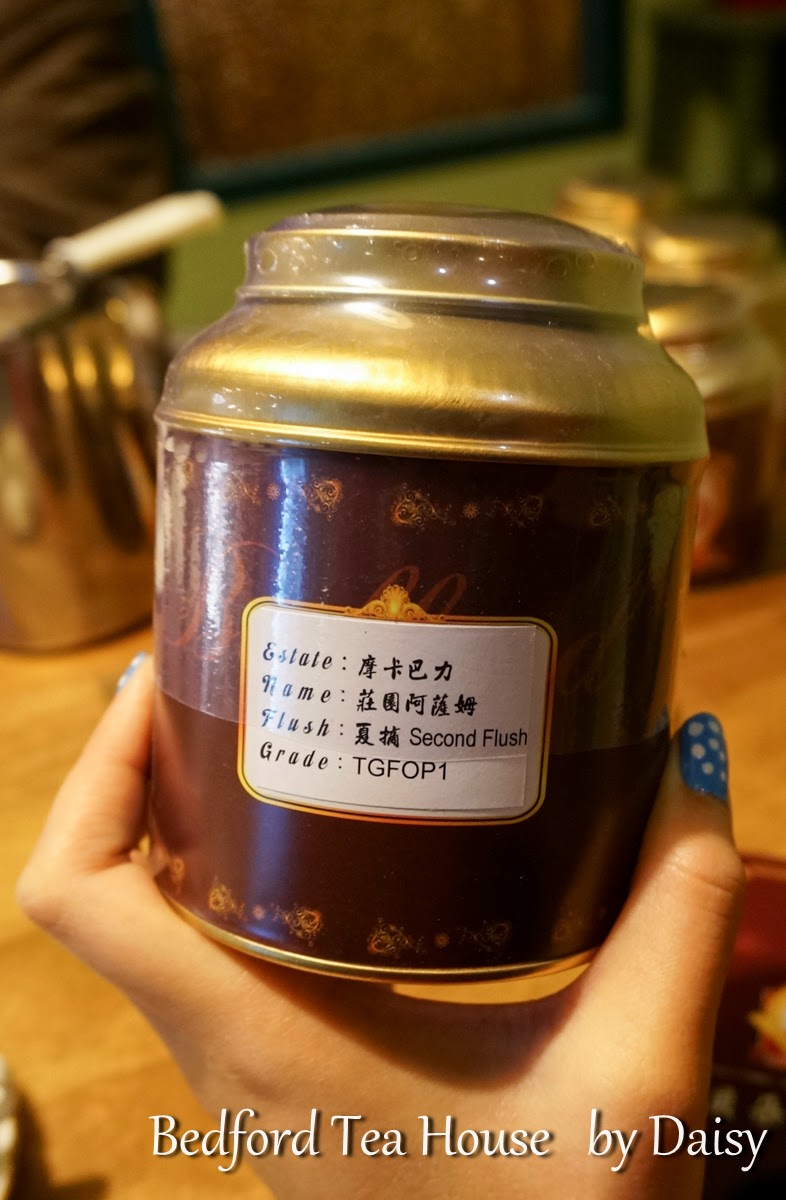 Estate：摩卡巴力
Name：莊園阿薩姆
Flush：夏摘 Second Flush
Grade：TGFOP1
Bedford Tea House by Daisy